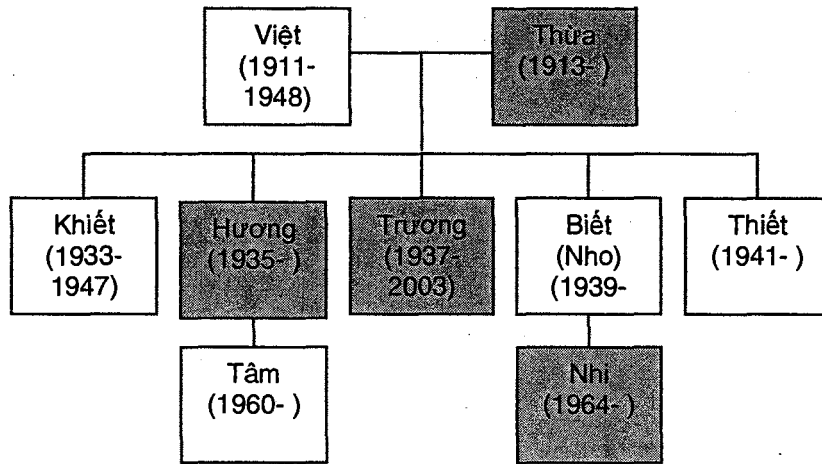 Việt
(1911-
1948)
Thừa
(1913- )
Khiết
(1933-
1947)
Hương
(1935- )
Trương
(1937-
2003)
Biết
(Nho)
(1939-
Thiết
(1941- )
Tâm
(1960- )
Nhi
(1964- )